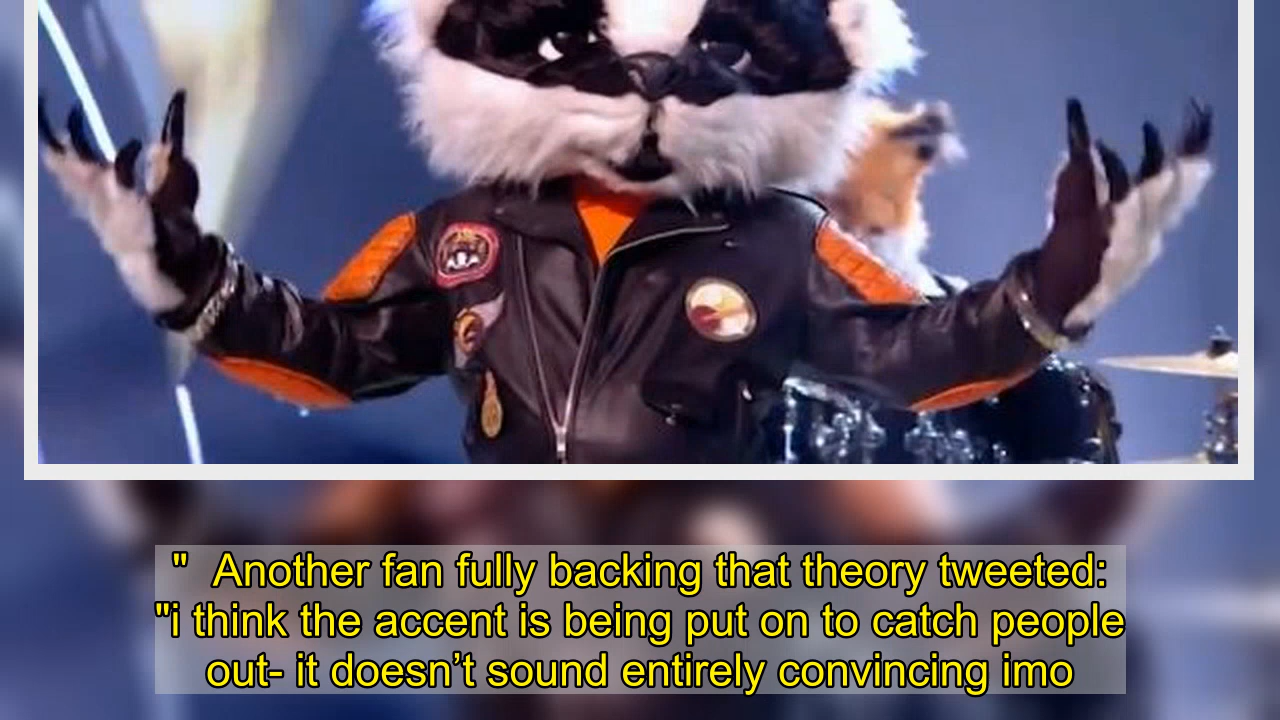 "  Another fan fully backing that theory tweeted:
"i think the accent is being put on to catch people
out- it doesn’t sound entirely convincing imo